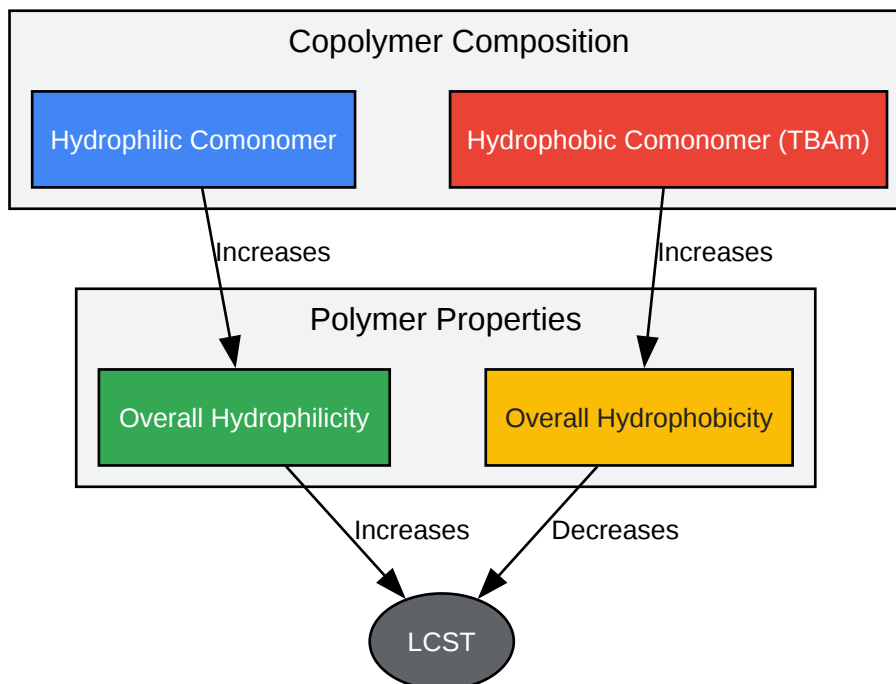 Copolymer Composition
Hydrophilic Comonomer
Hydrophobic Comonomer (TBAm)
Increases
Increases
Polymer Properties
Overall Hydrophilicity
Overall Hydrophobicity
Increases
Decreases
LCST